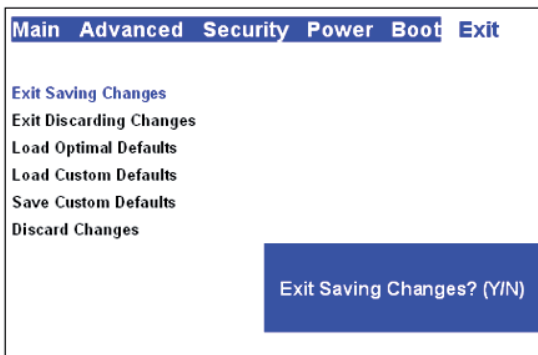 Main Advanced Security Power Boot Exit
Exit Saving Changes
Exit Discarding Changes
Load Optimal Defaults
Load Custom Defaults
Save Custom Defaults
Discard Changes
Exit Saving Changes? (Y/N)